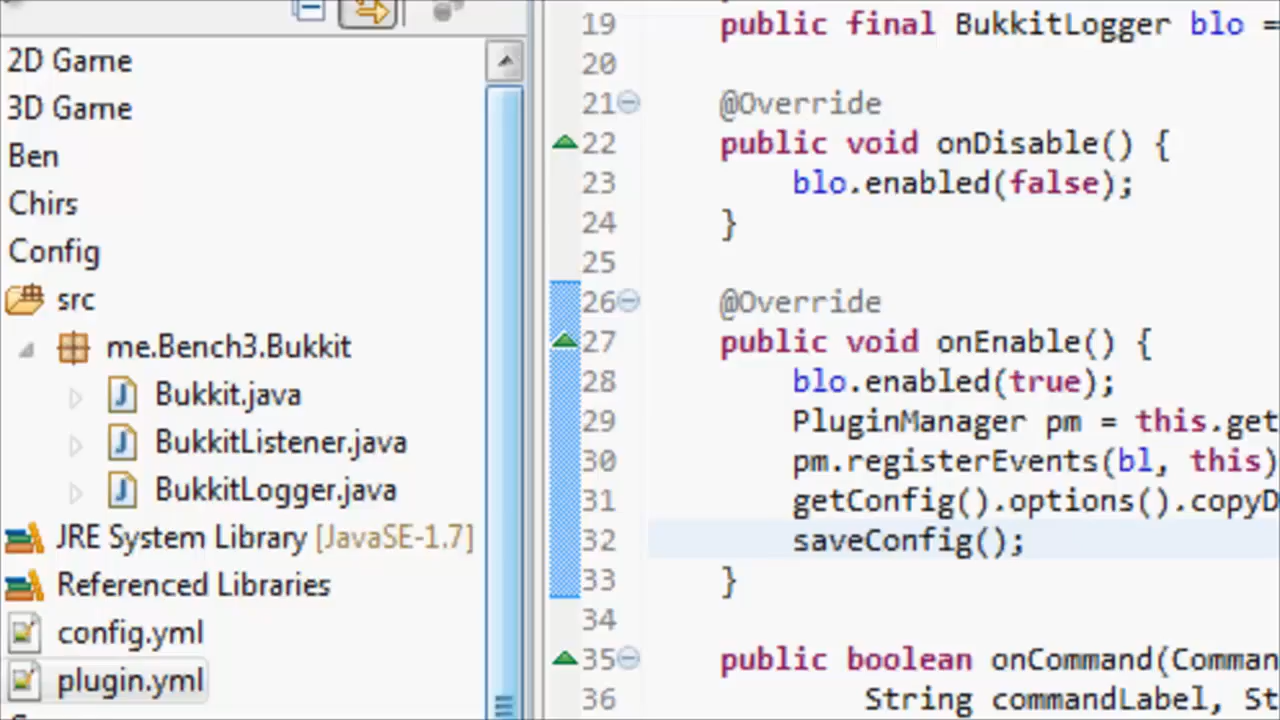 2D Game
3D Game
Ben
Chirs
Config
src
me.Bench3.Bukkit
Bukkit.java
BukkitListener.java
BukkitLogger.java
JRE System Library [JavaSE-1.7]
Referenced Libraries
config.yml
plugin.yml
19 public final BukkitLogger blo =
20
21 @Override
22 public void onDisable() {
23 blo.enabled(false);
24 }
25
26 @Override
27 public void onEnable() {
28 blo.enabled(true);
29 PluginManager pm = this.get
30 pm.registerEvents(bl, this)
31 getConfig().options().copyD
32 saveConfig();
33 }
34
35 public boolean onCommand(Comman
36 String commandLabel, St